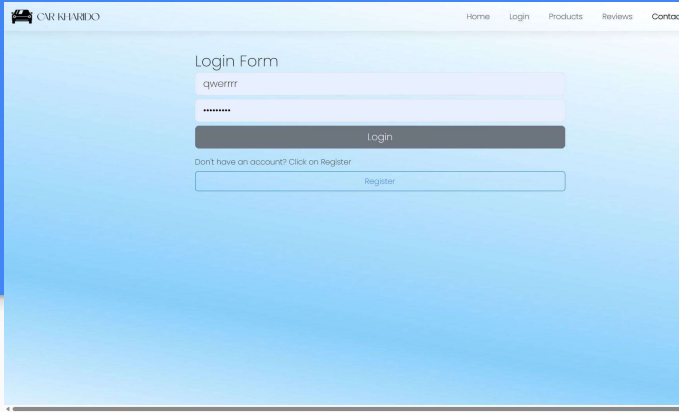 CAR KHARIDO
Home Login Products Reviews Contac
Login Form
qwerrrr
•••••••••
Login
Don't have an account? Click on Register
Register